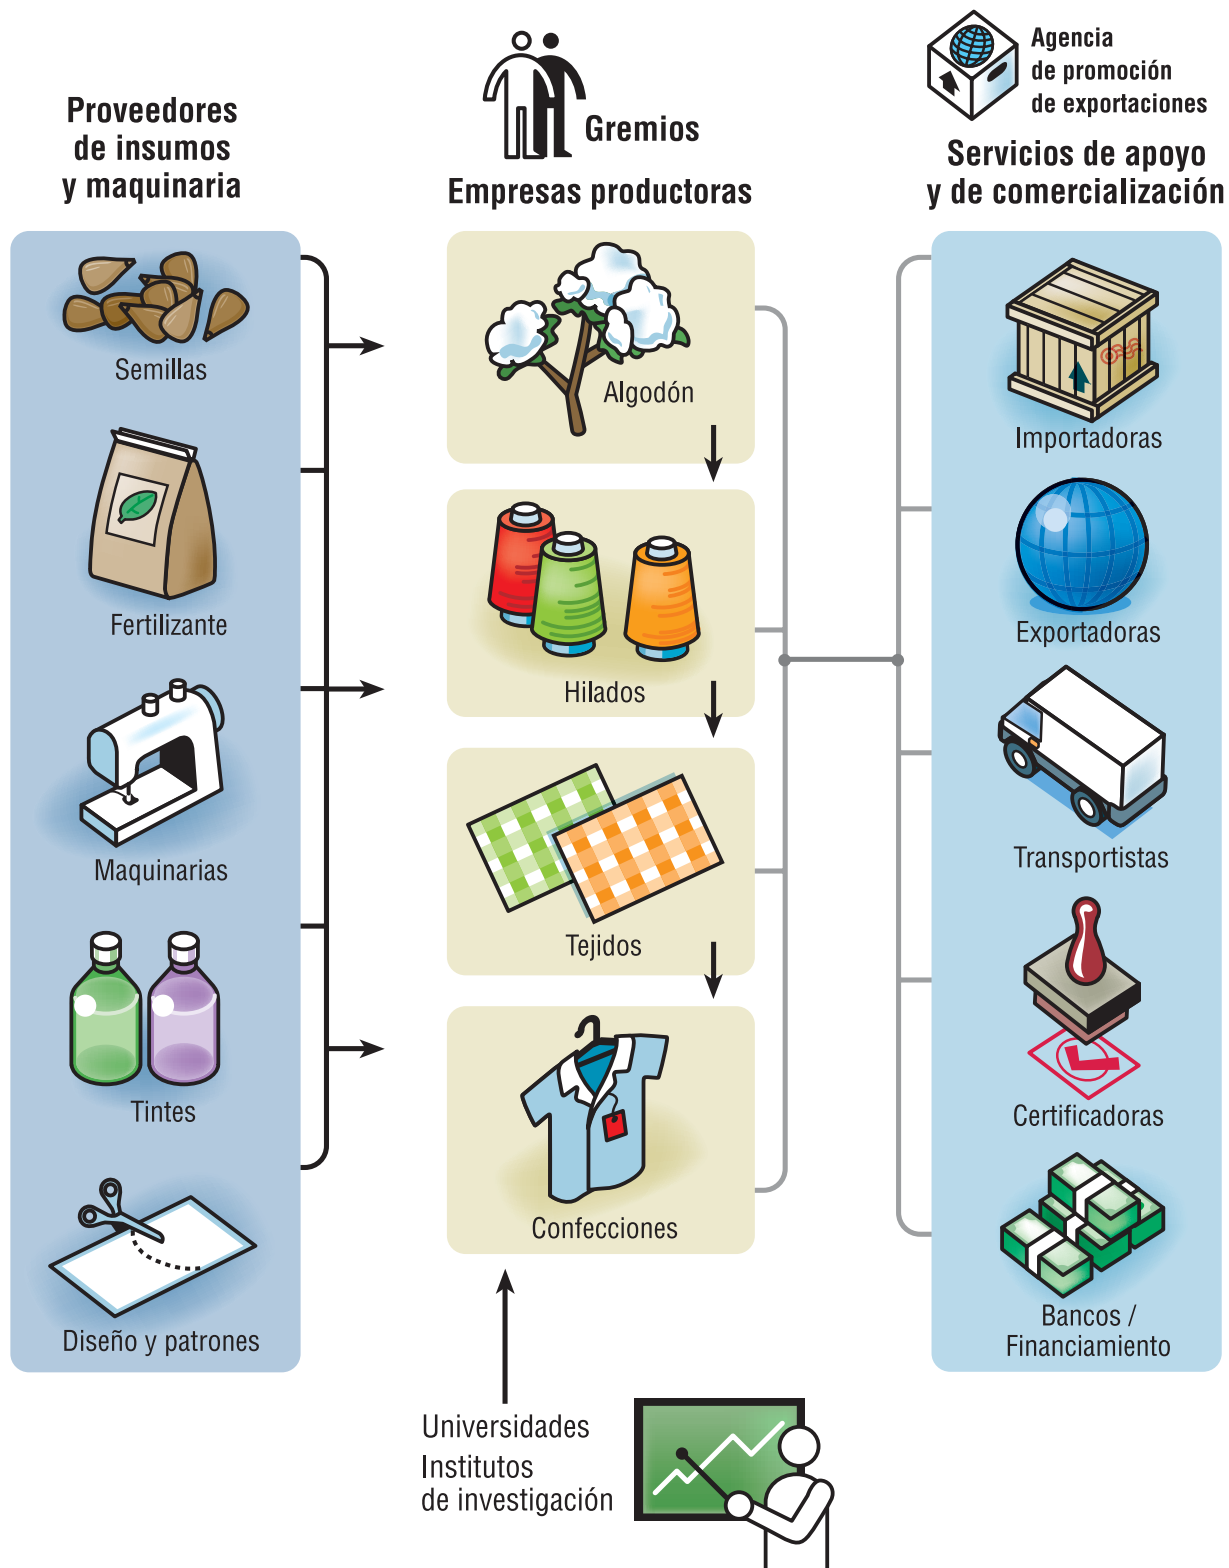 Proveedores
de insumos
y maquinaria
Semillas
Fertilizante
Maquinarias
Tintes
Diseño y patrones
Gremios
Empresas productoras
Algodón
Hilados
Tejidos
Confecciones
Universidades
Institutos
de investigación
Agencia
de promoción
de exportaciones
Servicios de apoyo
y de comercialización
Importadoras
Exportadoras
Transportistas
Certificadoras
Bancos /
Financiamiento